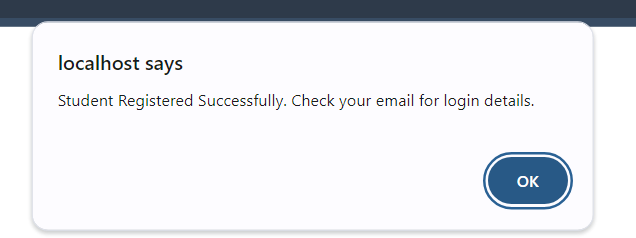 localhost says
Student Registered Successfully. Check your email for login details.
OK